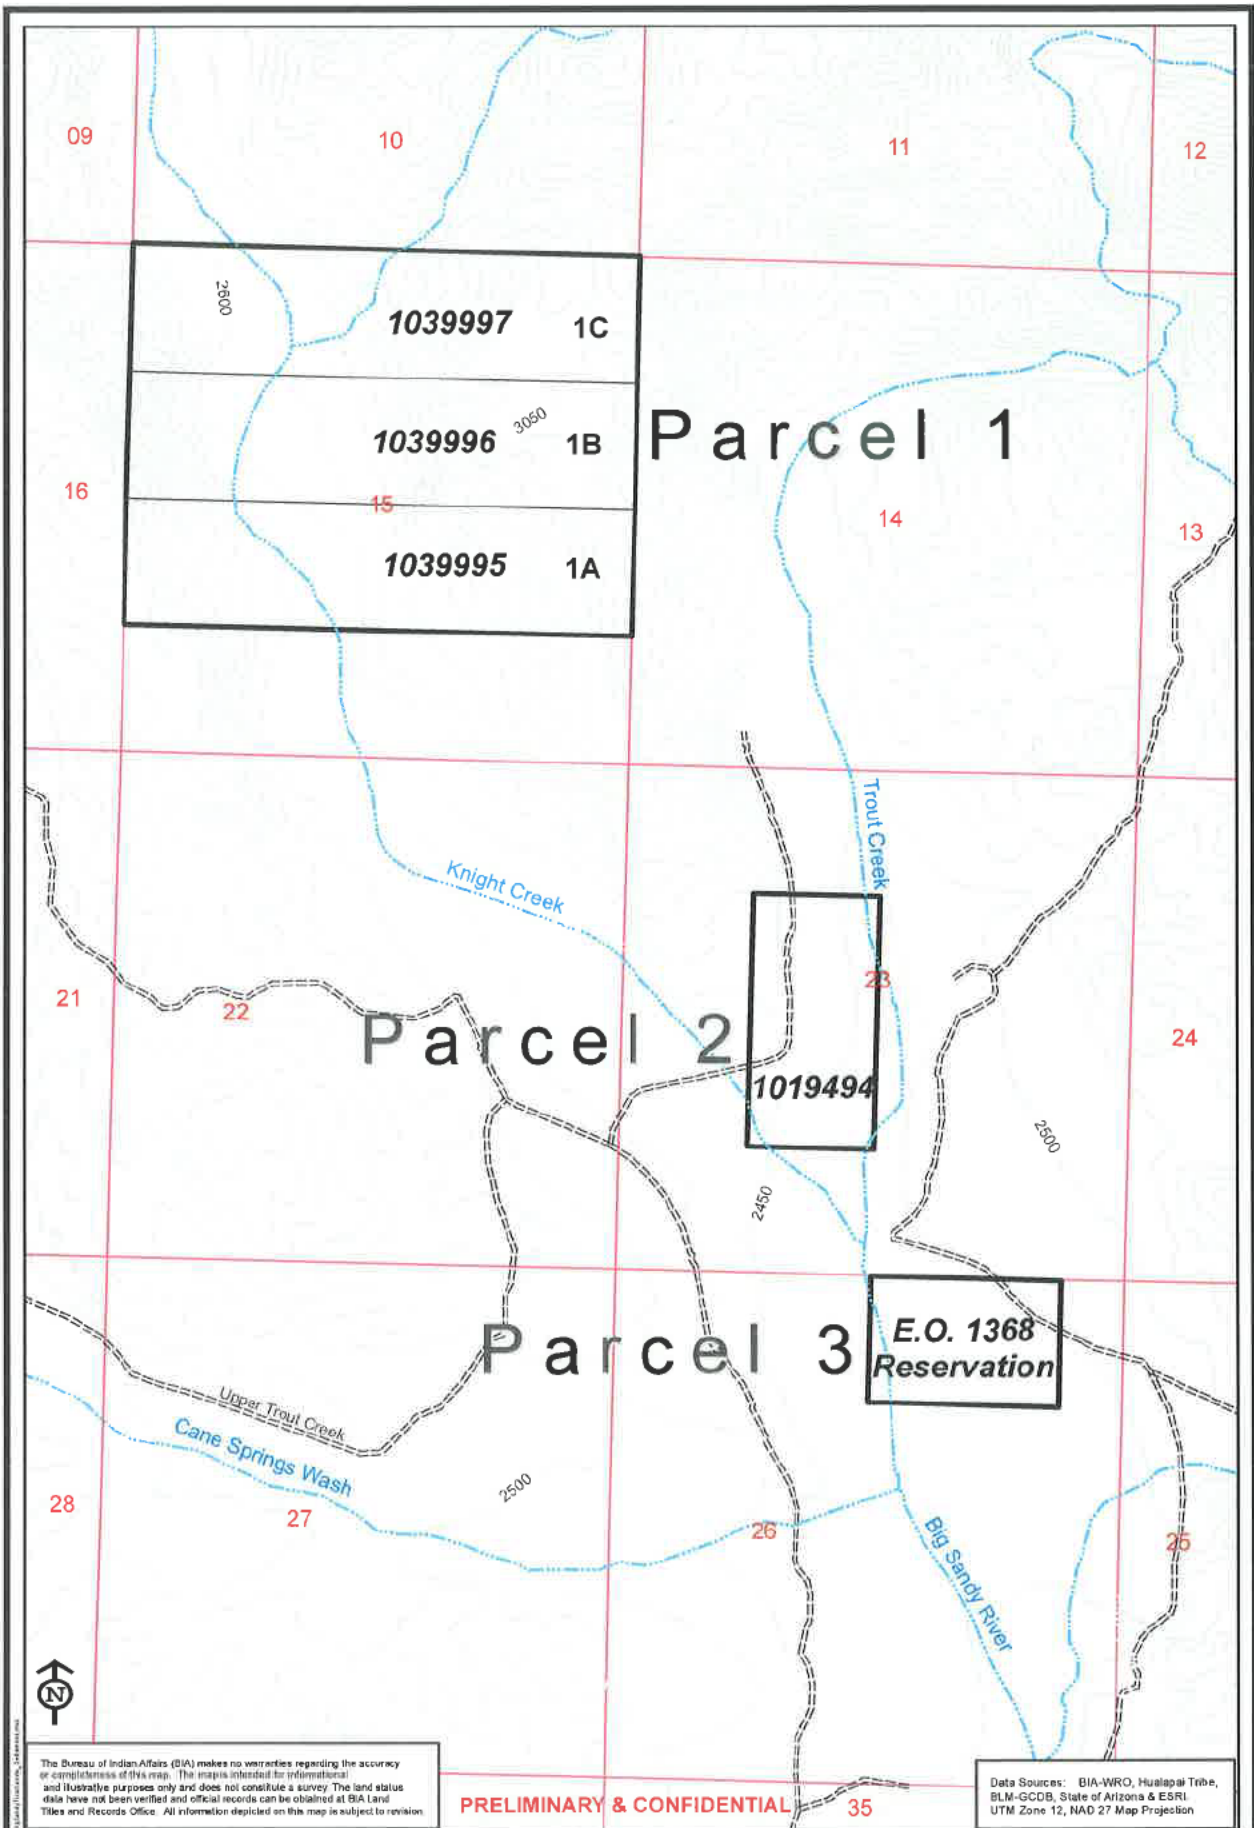 09
10
11
12
2600
1039997
1C
1039996
3050
1B
Parcel 1
16
15
14
13
1039995
1A
Trout Creek
Knight Creek
23
21
22
Parcel 2
24
1019494
2500
2450
E.O. 1368
Reservation
Parcel 3
Upper Trout Creek
Cane Springs Wash
2500
28
27
26
25
Big Sandy River
N
The Bureau of Indian Affairs (BIA) makes no warranties regarding the accuracy
or completeness of this map. The map is intended for informational
and illustrative purposes only and does not constitute a survey. The land status
data have not been verified and official records can be obtained at BIA Land
Titles and Records Office. All information depicted on this map is subject to revision
PRELIMINARY & CONFIDENTIAL
35
Data Sources: BIA-WRO, Hualapai Tribe,
BLM-GCDB, State of Arizona & ESRI.
UTM Zone 12, NAD 27 Map Projection